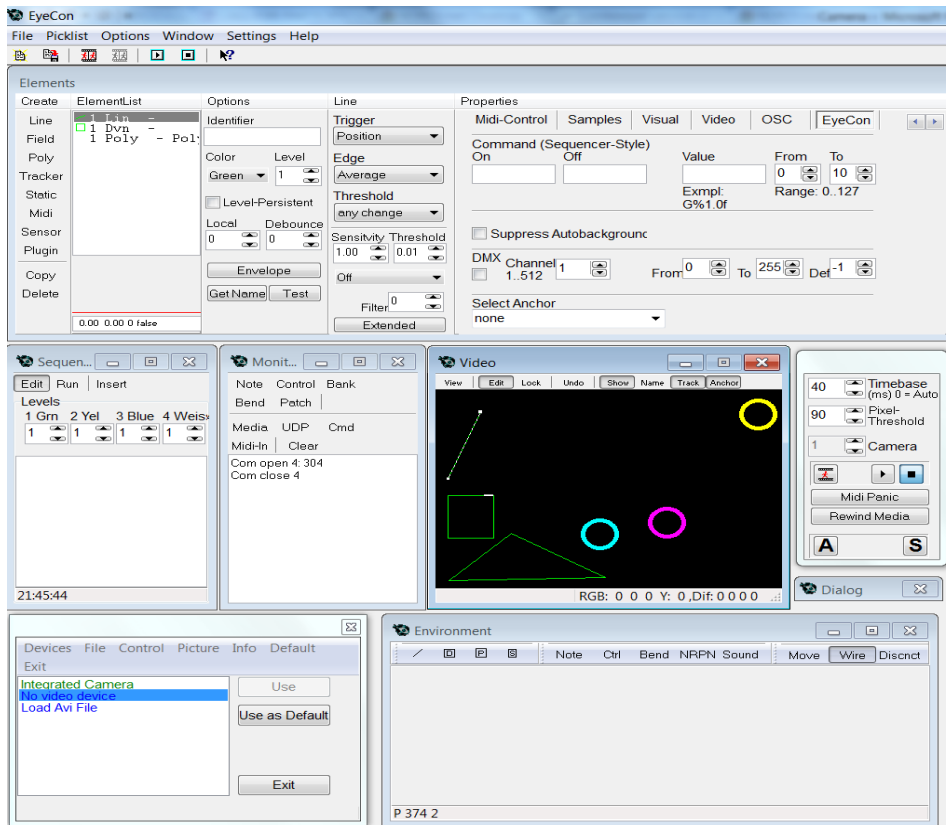 EyeCon
File Picklist Options Window Settings Help
Elements
Create ElementList Options Line Properties
Line
Field
Poly
Tracker
Static
Midi
Sensor
Plugin
Copy
Delete
1 Lin -
1 Dyn -
1 Poly - Pol
0.00 0.00 0 false
Identifier
Color Level
Green 1
Level-Persistent
Local Debounce
0 0
Envelope
Get Name Test
Trigger
Position
Edge
Average
Threshold
any change
Sensitvity Threshold
1.00 0.01
Off
Filter 0
Extended
Midi-Control Samples Visual Video OSC EyeCon
Command (Sequencer-Style)
On Off Value From To
0 10
Exmpl: Range: 0..127
G%1.0f
Suppress Autobackground
DMX Channel 1 From 0 To 255 Def -1
1..512
Select Anchor
none
Sequen...
Edit Run Insert
Levels
1 Grn 2 Yel 3 Blue 4 Weis
1 1 1 1
21:45:44
Monit...
Note Control Bank
Bend Patch
Media UDP Cmd
Midi-In Clear
Com open 4: 304
Com close 4
Video
View Edit Lock Undo Show Name Track Anchor
RGB: 0 0 0 Y: 0 ,Dif: 0 0 0 0
40 Timebase
(ms) 0 = Auto
90 Pixel-
Threshold
1 Camera
Midi Panic
Rewind Media
A S
Dialog
Devices File Control Picture Info Default
Exit
Integrated Camera
No video device
Load Avi File
Use
Use as Default
Exit
Environment
D P S Note Ctrl Bend NRPN Sound Move Wire Discnct
P 374 2